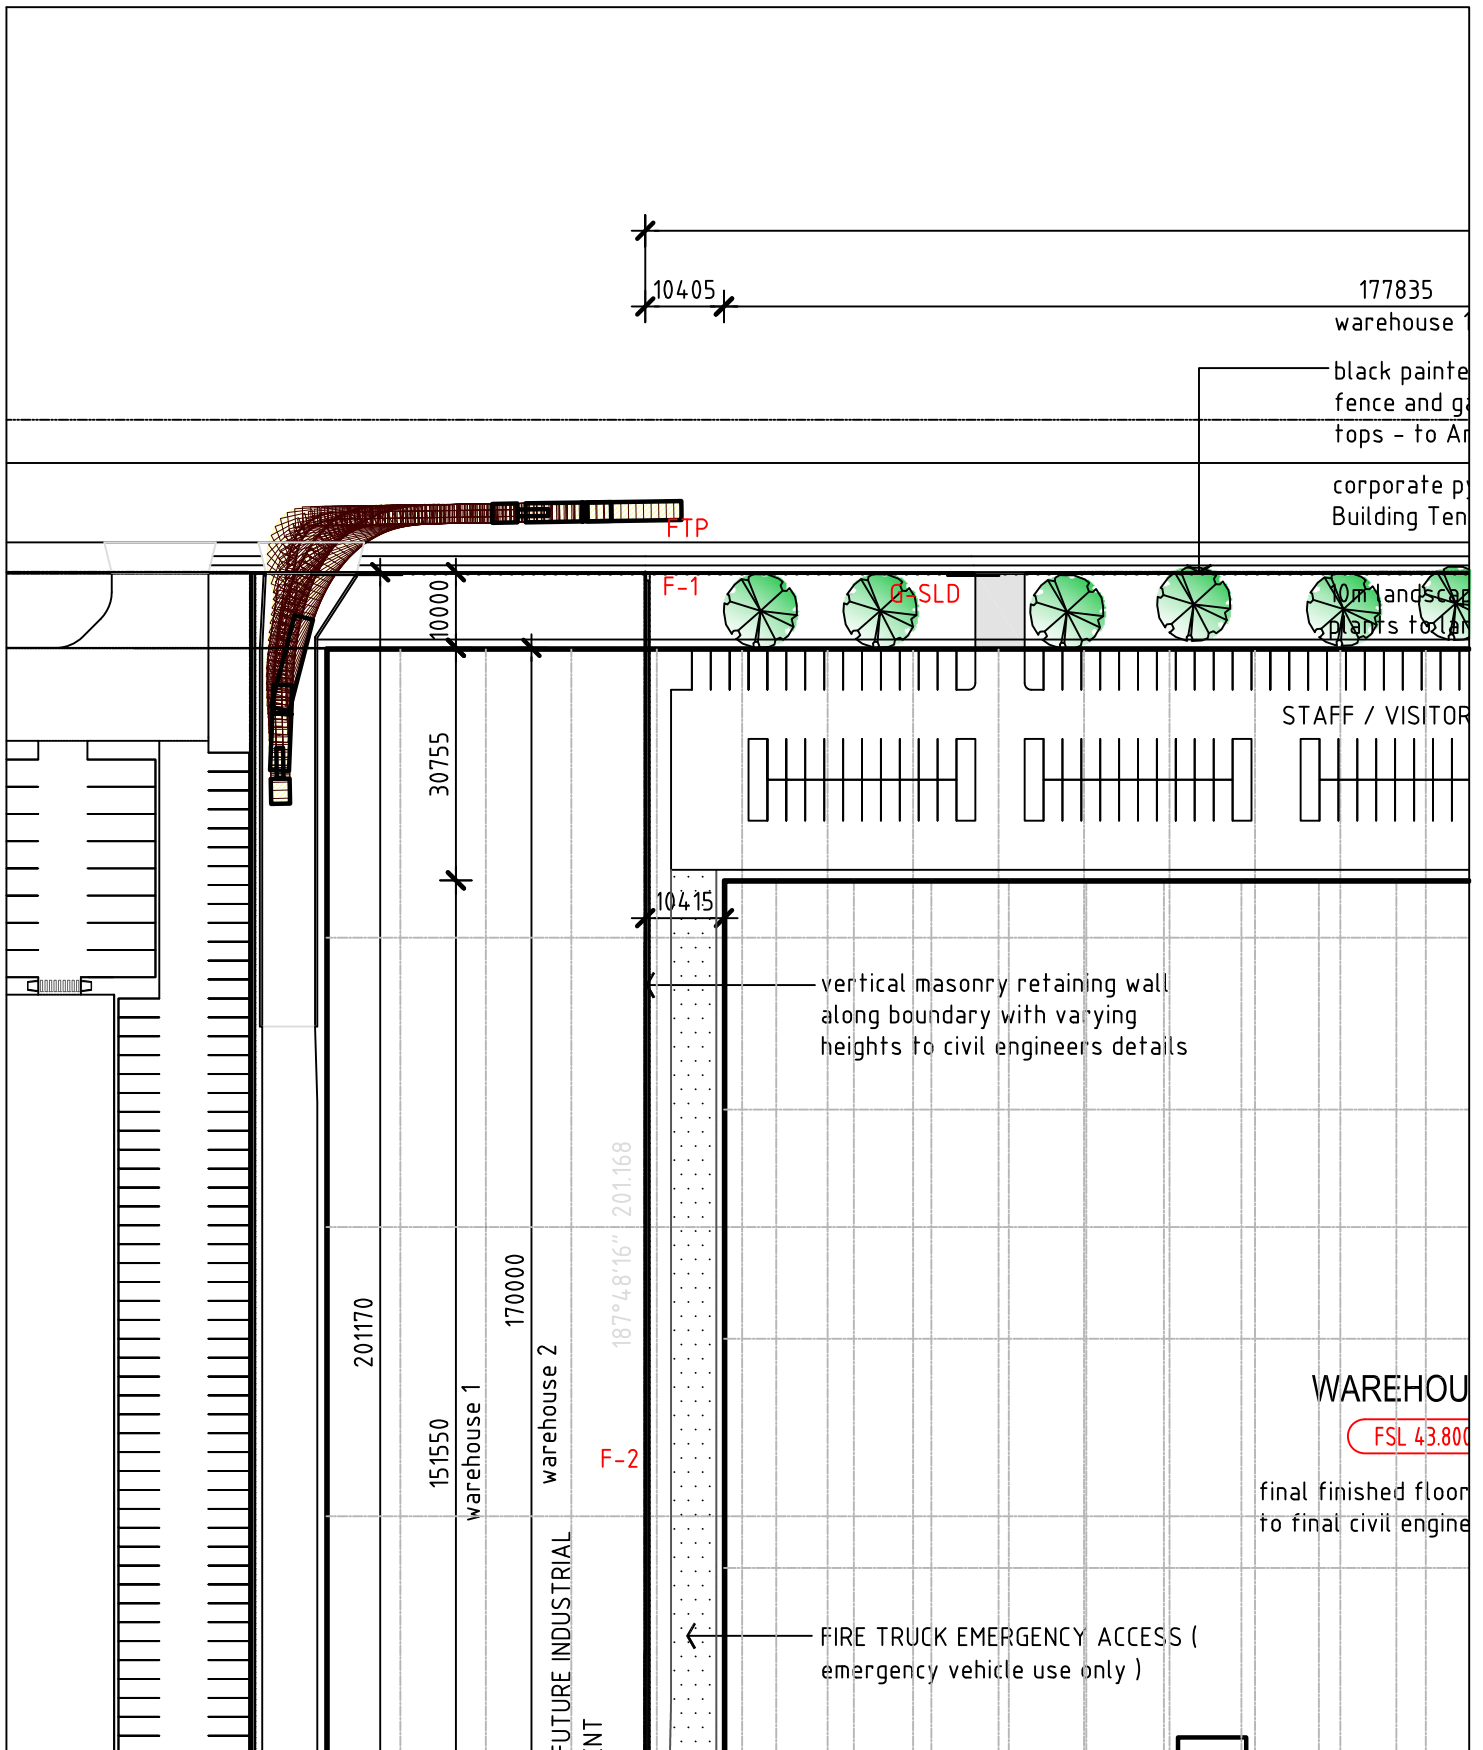 10405
177835
warehouse 1
black painte
fence and ga
tops - to Ar
corporate py
Building Ten
FTP
F-1
G-SLD
10m landscap
plants to lan
10000
STAFF / VISITOR
30755
10415
vertical masonry retaining wall
along boundary with varying
heights to civil engineers details
187°48'16" 201.168
201170
170000
warehouse 2
151550
warehouse 1
F-2
WAREHOU
FSL 43.800
final finished floor
to final civil engine
FUTURE INDUSTRIAL
ENT
FIRE TRUCK EMERGENCY ACCESS (
emergency vehicle use only )